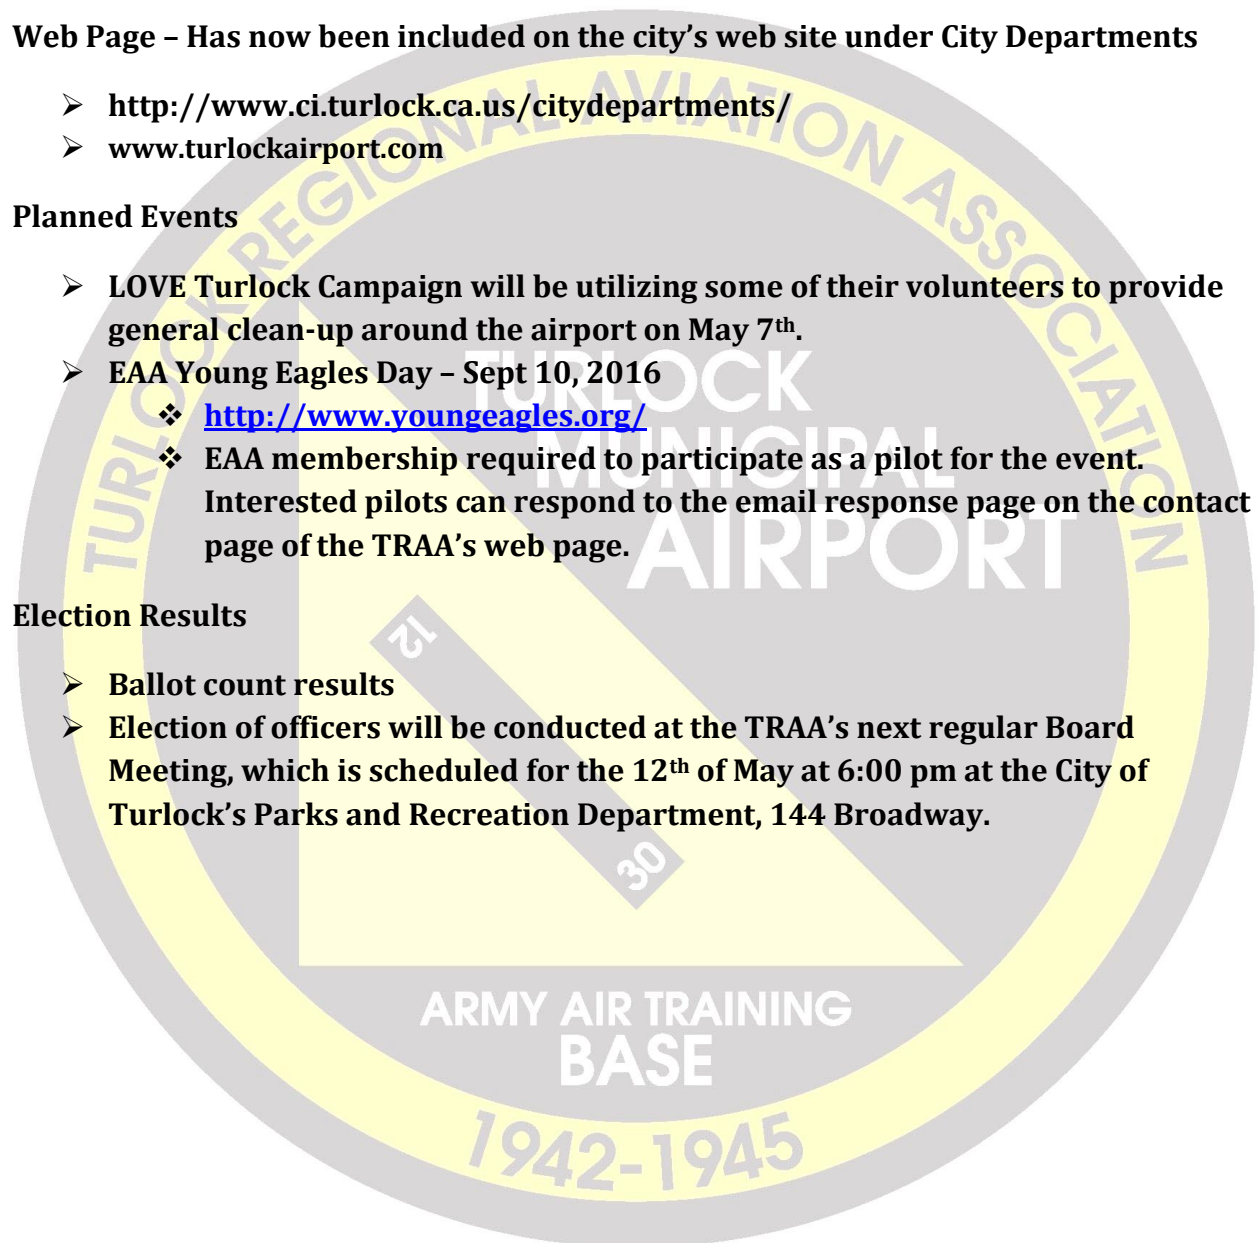 Web Page – Has now been included on the city’s web site under City Departments
➢ http://www.ci.turlock.ca.us/citydepartments/
➢ www.turlockairport.com
Planned Events
➢ LOVE Turlock Campaign will be utilizing some of their volunteers to provide
general clean-up around the airport on May 7th.
➢ EAA Young Eagles Day – Sept 10, 2016
❖ http://www.youngeagles.org/
❖ EAA membership required to participate as a pilot for the event.
Interested pilots can respond to the email response page on the contact
page of the TRAA’s web page.
Election Results
➢ Ballot count results
➢ Election of officers will be conducted at the TRAA’s next regular Board
Meeting, which is scheduled for the 12th of May at 6:00 pm at the City of
Turlock’s Parks and Recreation Department, 144 Broadway.
TURLOCK REGIONAL AVIATION ASSOCIATION
TURLOCK
MUNICIPAL
AIRPORT
12
30
ARMY AIR TRAINING
BASE
1942-1945